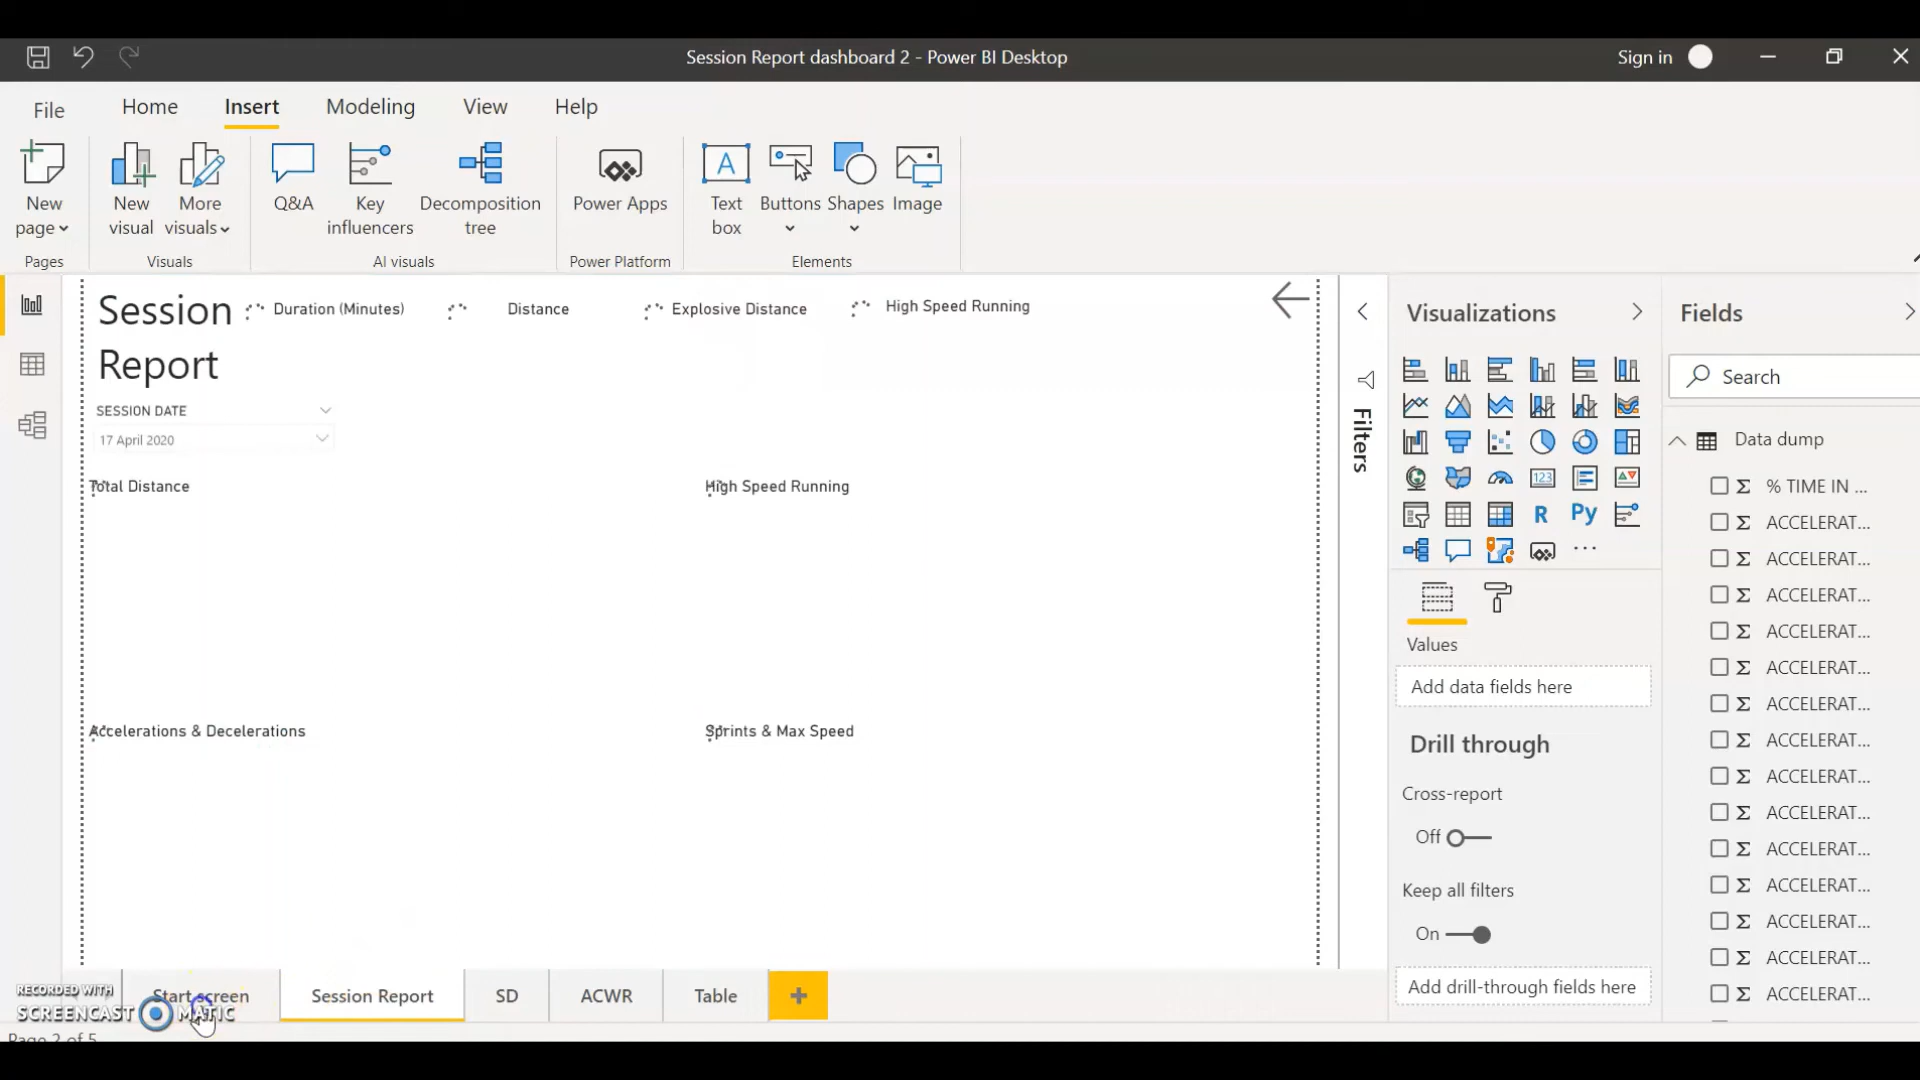 Session Report dashboard 2 - Power BI Desktop
Sign in
File
Home
Insert
Modeling
View
Help
New page
New visual
More visuals
Q&A
Key influencers
Decomposition tree
Power Apps
Text box
Buttons
Shapes
Image
Pages
Visuals
AI visuals
Power Platform
Elements
Session Report
Duration (Minutes)
Distance
Explosive Distance
High Speed Running
SESSION DATE
17 April 2020
Total Distance
High Speed Running
Accelerations & Decelerations
Sprints & Max Speed
Filters
Visualizations
123
R
Py
Values
Add data fields here
Drill through
Cross-report
Off
Keep all filters
On
Add drill-through fields here
Fields
Search
Data dump
% TIME IN ...
ACCELERAT...
ACCELERAT...
ACCELERAT...
ACCELERAT...
ACCELERAT...
ACCELERAT...
ACCELERAT...
ACCELERAT...
ACCELERAT...
ACCELERAT...
ACCELERAT...
ACCELERAT...
ACCELERAT...
ACCELERAT...
Start screen
Session Report
SD
ACWR
Table
RECORDED WITH
SCREENCAST MATIC
Page 2 of 5